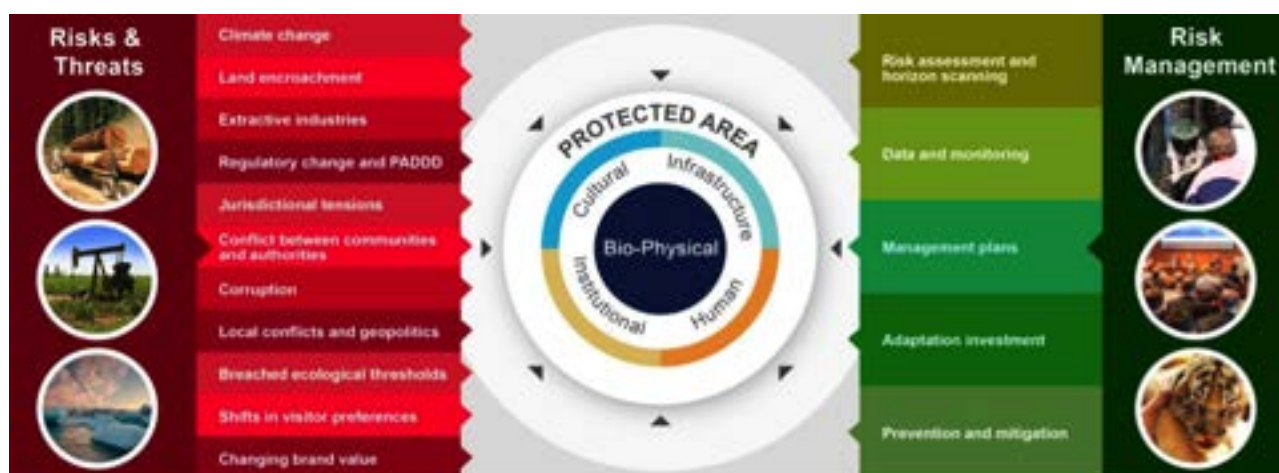 Risks &
Threats
Climate change
Land encroachment
Extractive industries
Regulatory change and PADDD
Jurisdictional tensions
Conflict between communities
and authorities
Corruption
Local conflicts and geopolitics
Breached ecological thresholds
Shifts in visitor preferences
Changing brand value
PROTECTED AREA
Cultural
Infrastructure
Bio-Physical
Institutional
Human
Risk assessment and
horizon scanning
Data and monitoring
Management plans
Adaptation investment
Prevention and mitigation
Risk
Management